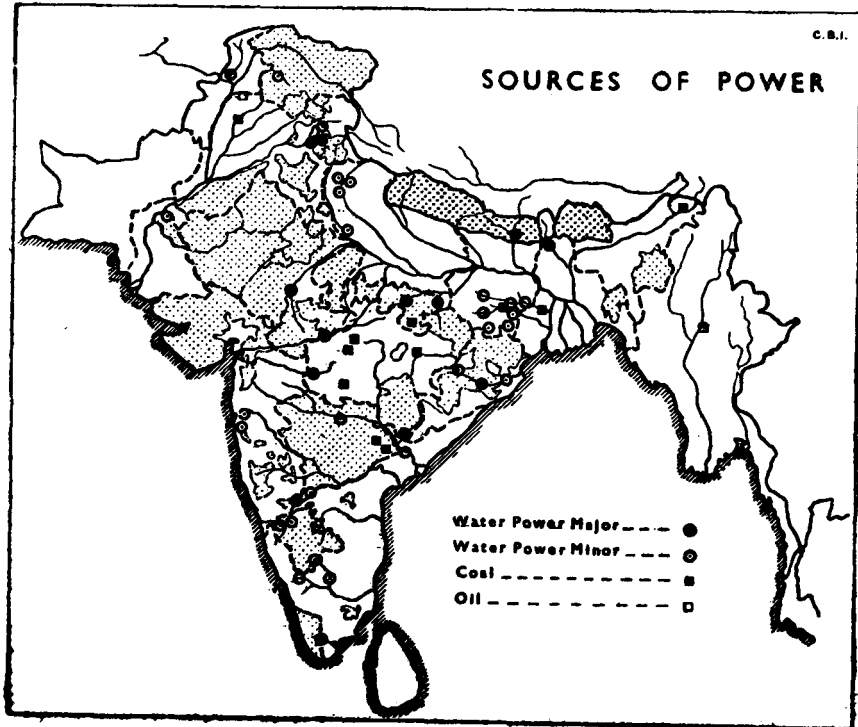 C.B.I.
SOURCES OF POWER
Water Power Major
Water Power Minor
Coal
Oil